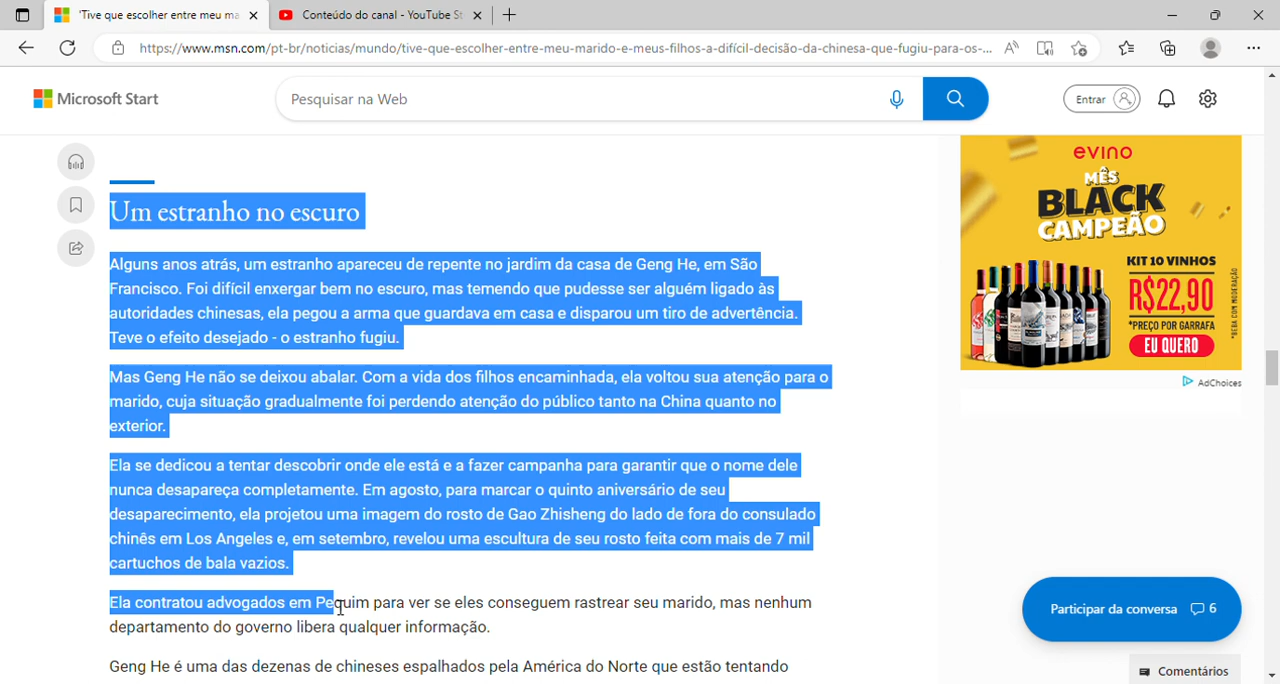 'Tive que escolher entre meu ma
Conteúdo do canal - YouTube St
https://www.msn.com/pt-br/noticias/mundo/tive-que-escolher-entre-meu-marido-e-meus-filhos-a-difícil-decisão-da-chinesa-que-fugiu-para-os-...
Microsoft Start
Pesquisar na Web
Entrar
Um estranho no escuro
Alguns anos atrás, um estranho apareceu de repente no jardim da casa de Geng He, em São
Francisco. Foi difícil enxergar bem no escuro, mas temendo que pudesse ser alguém ligado às
autoridades chinesas, ela pegou a arma que guardava em casa e disparou um tiro de advertência.
Teve o efeito desejado - o estranho fugiu.
Mas Geng He não se deixou abalar. Com a vida dos filhos encaminhada, ela voltou sua atenção para o
marido, cuja situação gradualmente foi perdendo atenção do público tanto na China quanto no
exterior.
Ela se dedicou a tentar descobrir onde ele está e a fazer campanha para garantir que o nome dele
nunca desapareça completamente. Em agosto, para marcar o quinto aniversário de seu
desaparecimento, ela projetou uma imagem do rosto de Gao Zhisheng do lado de fora do consulado
chinês em Los Angeles e, em setembro, revelou uma escultura de seu rosto feita com mais de 7 mil
cartuchos de bala vazios.
Ela contratou advogados em Pequim para ver se eles conseguem rastrear seu marido, mas nenhum
departamento do governo libera qualquer informação.
Geng He é uma das dezenas de chineses espalhados pela América do Norte que estão tentando
evino
MÊS
BLACK
CAMPEÃO
KIT 10 VINHOS
R$22,90
*PREÇO POR GARRAFA
EU QUERO
*BEBA COM MODERAÇÃO
AdChoices
Participar da conversa 6
Comentários